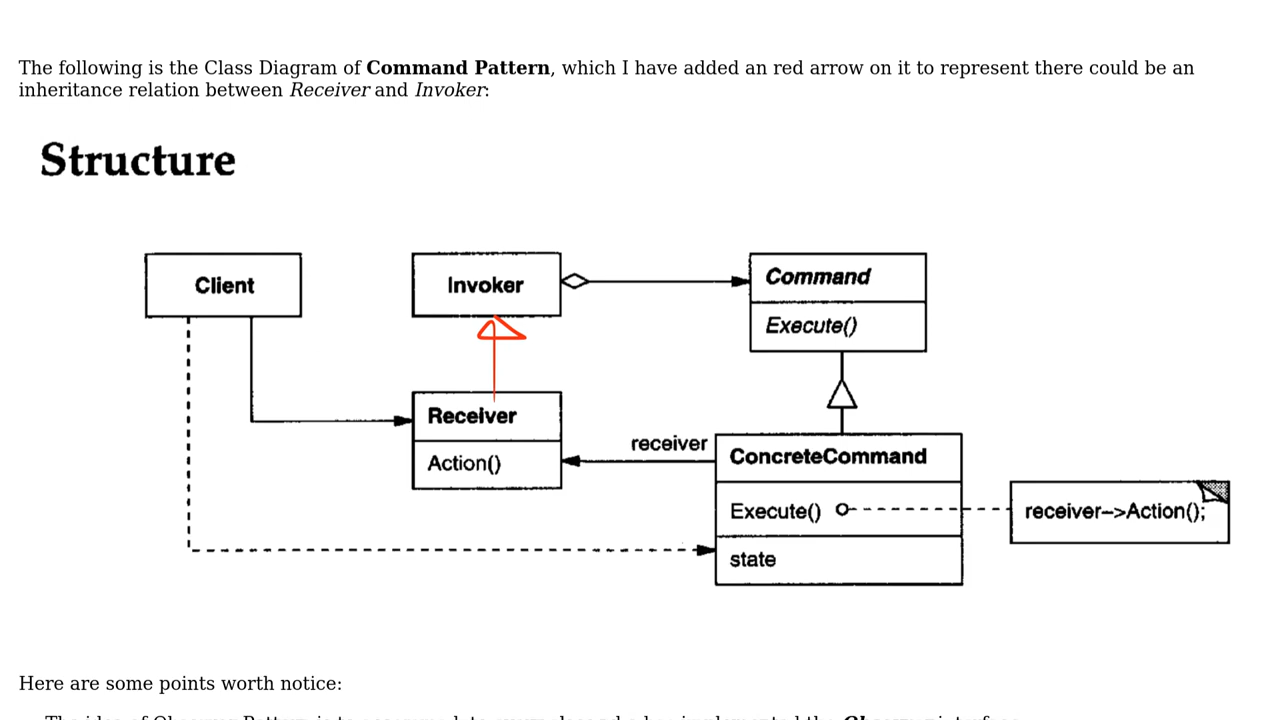 The following is the Class Diagram of Command Pattern, which I have added an red arrow on it to represent there could be an
inheritance relation between Receiver and Invoker:
Structure
Client
Invoker
Command
Execute()
Receiver
Action()
receiver
ConcreteCommand
Execute()
receiver–>Action();
state
Here are some points worth notice: